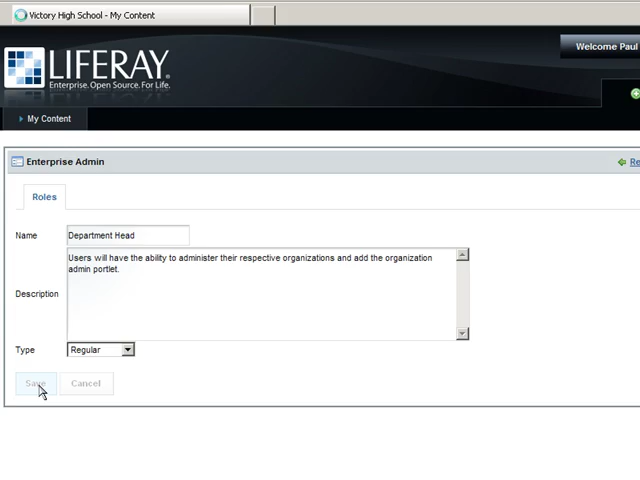 Victory High School - My Content
LIFERAY.
Enterprise. Open Source. For Life.
Welcome Paul
My Content
Enterprise Admin
Re
Roles
Name
Department Head
Users will have the ability to administer their respective organizations and add the organization
admin portlet.
Description
Type
Regular
Save
Cancel